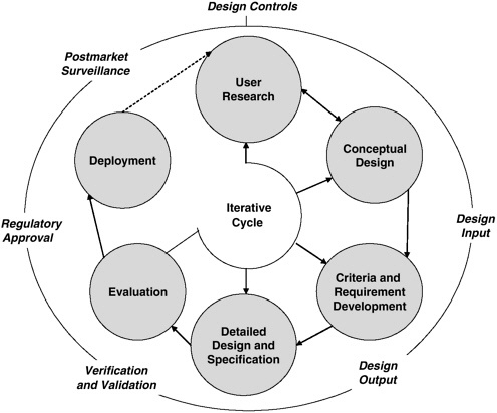 Design Controls
Postmarket
Surveillance
User
Research
Deployment
Conceptual
Design
Iterative
Cycle
Regulatory
Approval
Design
Input
Evaluation
Criteria and
Requirement
Development
Detailed
Design and
Specification
Verification
and Validation
Design
Output